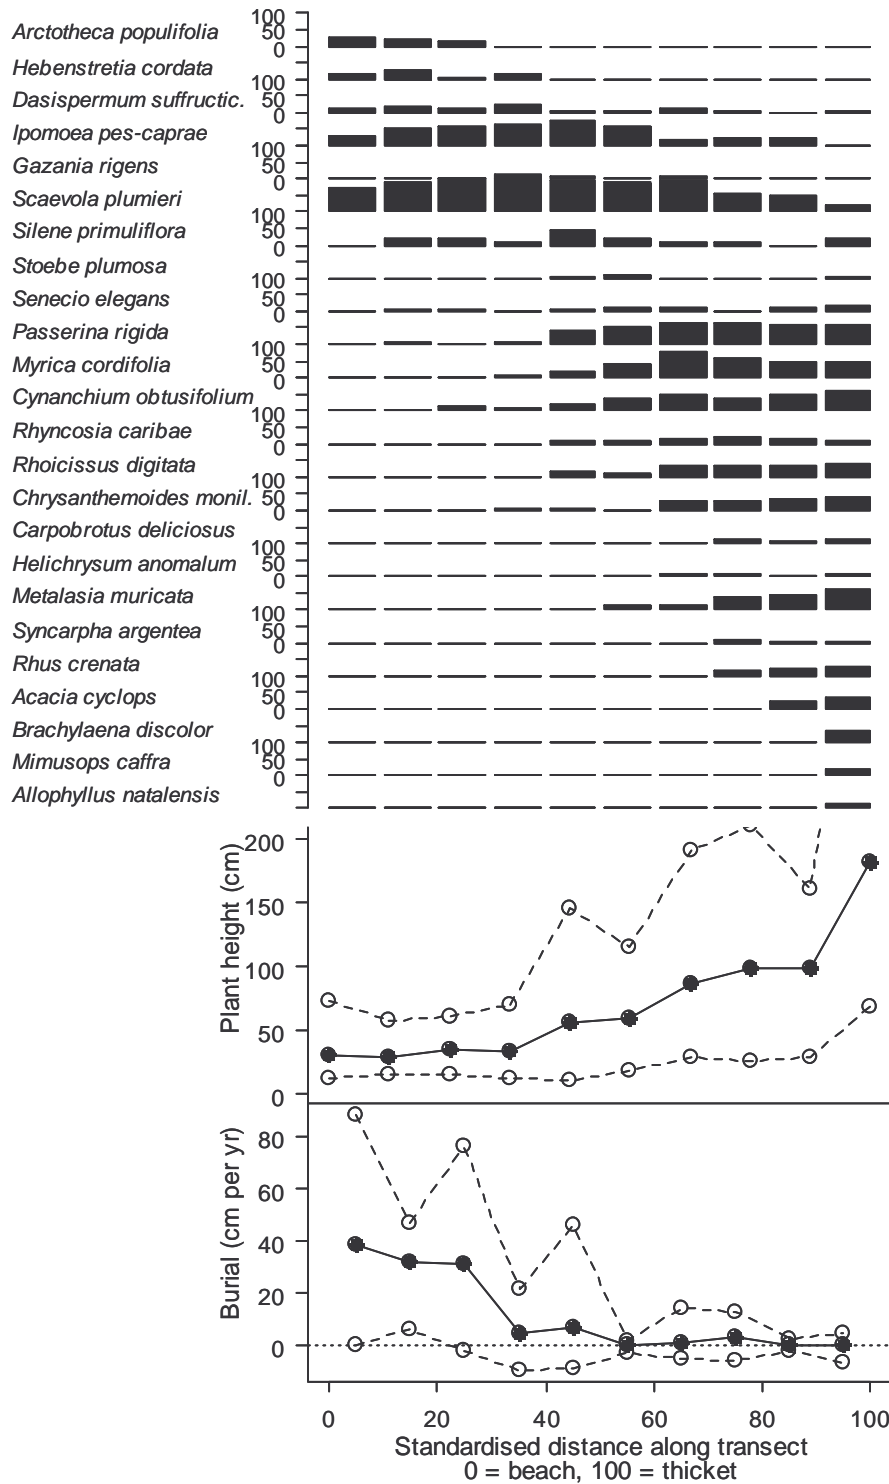 Arctotheca populifolia
Hebenstretia cordata
Dasispermum suffructic.
Ipomoea pes-caprae
Gazania rigens
Scaevola plumieri
Silene primuliflora
Stoebe plumosa
Senecio elegans
Passerina rigida
Myrica cordifolia
Cynanchium obtusifolium
Rhyncosia caribae
Rhoicissus digitata
Chrysanthemoides monil.
Carpobrotus deliciosus
Helichrysum anomalum
Metalasia muricata
Syncarpha argentea
Rhus crenata
Acacia cyclops
Brachylaena discolor
Mimusops caffra
Allophyllus natalensis
100
50
0
100
50
0
100
50
0
100
50
0
100
50
0
100
50
0
100
50
0
100
50
0
100
50
0
100
50
0
100
50
0
100
50
0
Plant height (cm)
200
150
100
50
0
Burial (cm per yr)
80
60
40
20
0
0 20 40 60 80 100
Standardised distance along transect
0 = beach, 100 = thicket